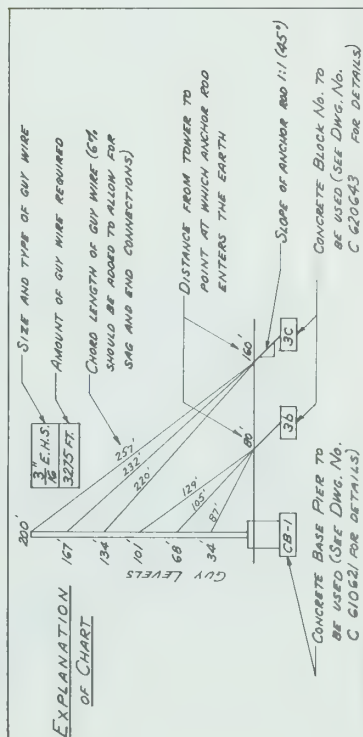 EXPLANATION
OF CHART
3/16" E.H.S.
3275 FT.
SIZE AND TYPE OF GUY WIRE
AMOUNT OF GUY WIRE REQUIRED
CHORD LENGTH OF GUY WIRE (6%
SHOULD BE ADDED TO ALLOW FOR
SAG AND END CONNECTIONS)
DISTANCE FROM TOWER TO
POINT AT WHICH ANCHOR ROD
ENTERS THE EARTH
SLOPE OF ANCHOR ROD 1:1 (45°)
GUY LEVELS
200'
167'
134'
101'
68'
34'
257'
232'
220'
129'
105'
87'
80'
160'
CB-1
3b
3c
CONCRETE BASE PIER TO
BE USED (SEE DWG. NO.
C 610621 FOR DETAILS)
CONCRETE BLOCK NO. TO
BE USED (SEE DWG. NO.
C 620643 FOR DETAILS)